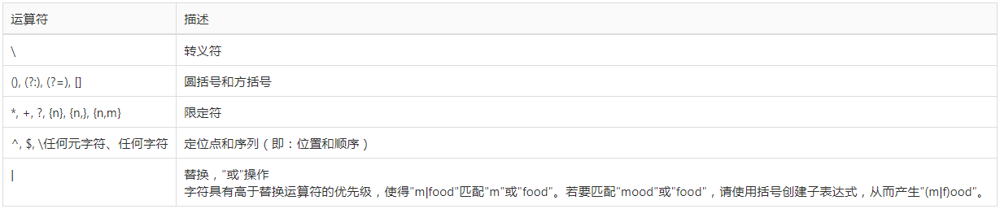 运算符 描述
\ 转义符
(), (?:), (?=), [] 圆括号和方括号
*, +, ?, {n}, {n,}, {n,m} 限定符
^, $, \任何元字符、任何字符 定位点和序列（即：位置和顺序）
| 替换，"或"操作
字符具有高于替换运算符的优先级，使得"m|food"匹配"m"或"food"。若要匹配"mood"或"food"，请使用括号创建子表达式，从而产生"(m|f)ood"。